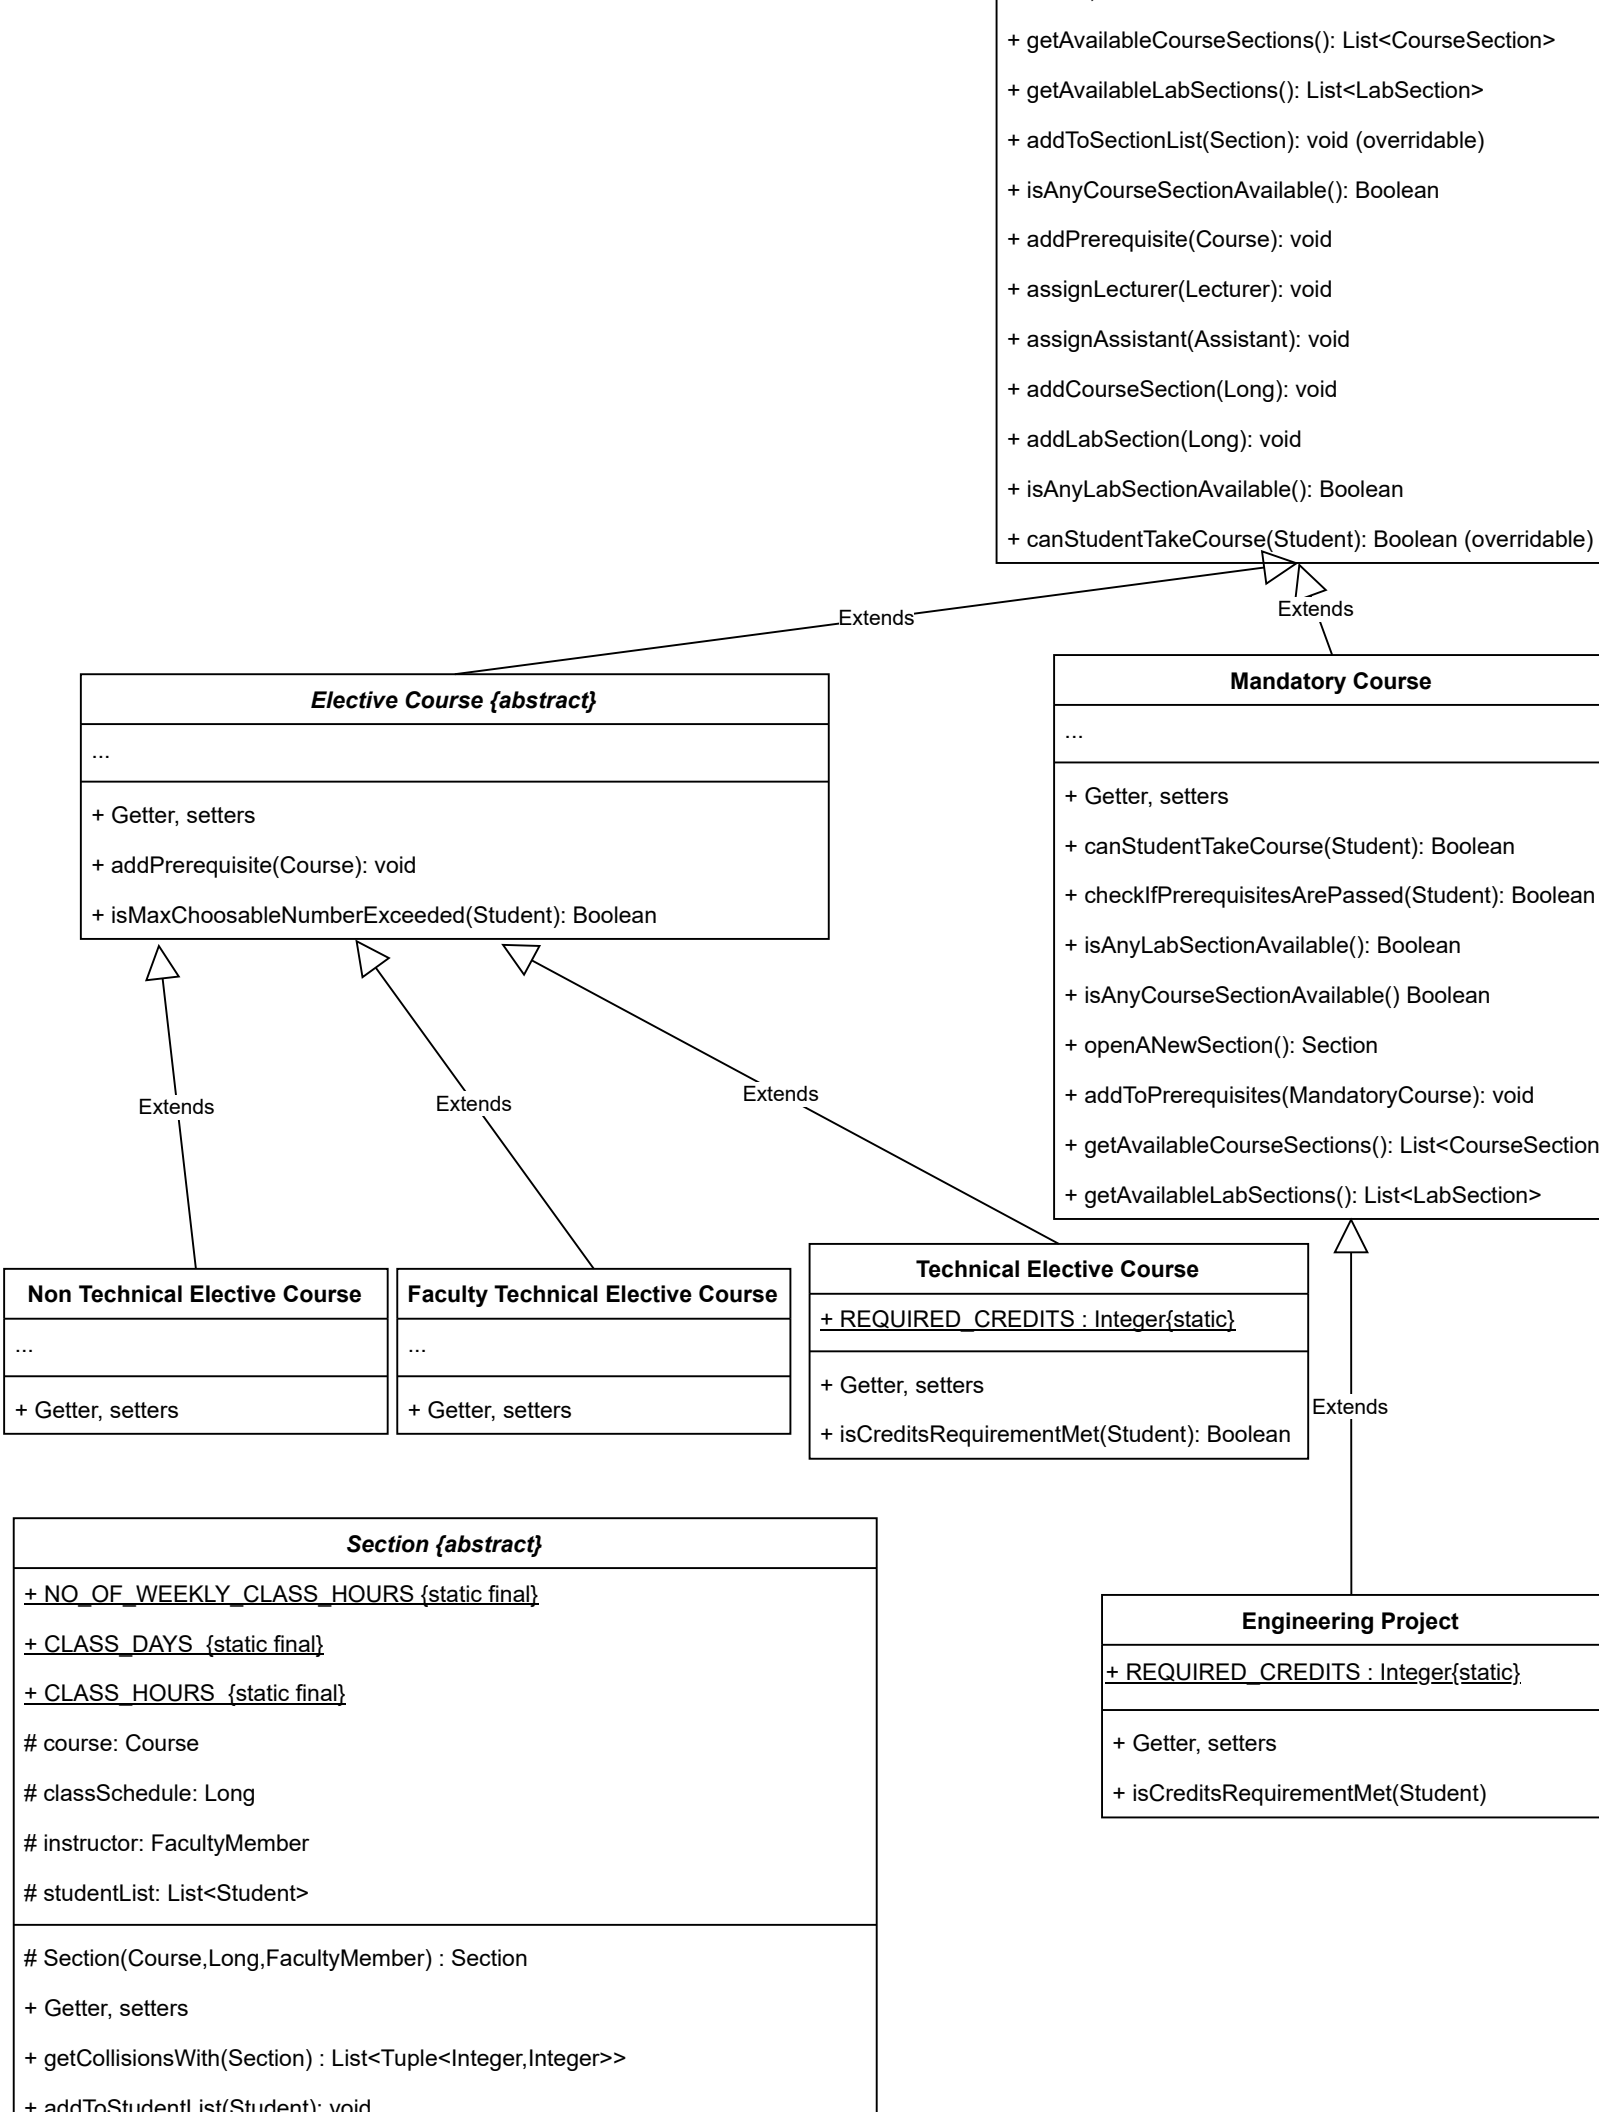 + getAvailableCourseSections(): List<CourseSection>
+ getAvailableLabSections(): List<LabSection>
+ addToSectionList(Section): void (overridable)
+ isAnyCourseSectionAvailable(): Boolean
+ addPrerequisite(Course): void
+ assignLecturer(Lecturer): void
+ assignAssistant(Assistant): void
+ addCourseSection(Long): void
+ addLabSection(Long): void
+ isAnyLabSectionAvailable(): Boolean
+ canStudentTakeCourse(Student): Boolean (overridable)
Extends
Extends
Elective Course {abstract}
...
+ Getter, setters
+ addPrerequisite(Course): void
+ isMaxChoosableNumberExceeded(Student): Boolean
Mandatory Course
...
+ Getter, setters
+ canStudentTakeCourse(Student): Boolean
+ checkIfPrerequisitesArePassed(Student): Boolean
+ isAnyLabSectionAvailable(): Boolean
+ isAnyCourseSectionAvailable() Boolean
+ openANewSection(): Section
+ addToPrerequisites(MandatoryCourse): void
+ getAvailableCourseSections(): List<CourseSection
+ getAvailableLabSections(): List<LabSection>
Extends
Extends
Extends
Non Technical Elective Course
...
+ Getter, setters
Faculty Technical Elective Course
...
+ Getter, setters
Technical Elective Course
+ REQUIRED_CREDITS : Integer{static}
+ Getter, setters
+ isCreditsRequirementMet(Student): Boolean
Extends
Section {abstract}
+ NO_OF_WEEKLY_CLASS_HOURS {static final}
+ CLASS_DAYS  {static final}
+ CLASS_HOURS  {static final}
# course: Course
# classSchedule: Long
# instructor: FacultyMember
# studentList: List<Student>
# Section(Course,Long,FacultyMember) : Section
+ Getter, setters
+ getCollisionsWith(Section) : List<Tuple<Integer,Integer>>
+ addToStudentList(Student): void
Engineering Project
+ REQUIRED_CREDITS : Integer{static}
+ Getter, setters
+ isCreditsRequirementMet(Student)